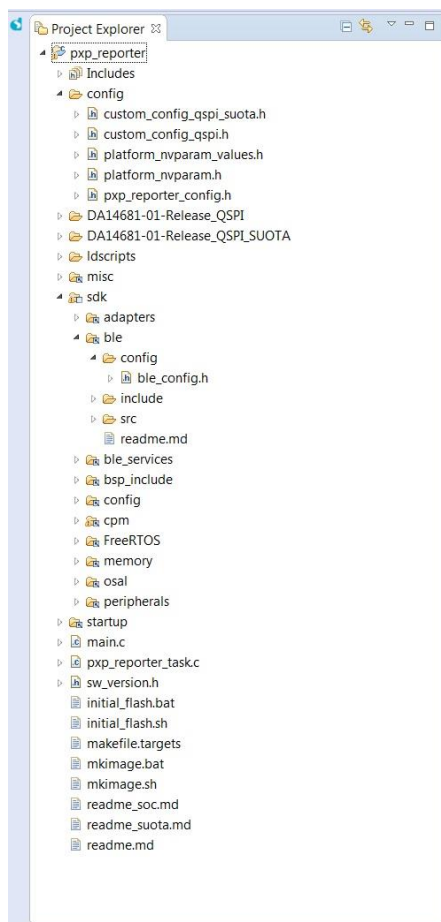 Project Explorer
pxp_reporter
Includes
config
custom_config_qspi_suota.h
custom_config_qspi.h
platform_nvparam_values.h
platform_nvparam.h
pxp_reporter_config.h
DA14681-01-Release_QSPI
DA14681-01-Release_QSPI_SUOTA
ldscripts
misc
sdk
adapters
ble
config
ble_config.h
include
src
readme.md
ble_services
bsp_include
config
cpm
FreeRTOS
memory
osal
peripherals
startup
main.c
pxp_reporter_task.c
sw_version.h
initial_flash.bat
initial_flash.sh
makefile.targets
mkimage.bat
mkimage.sh
readme_soc.md
readme_suota.md
readme.md